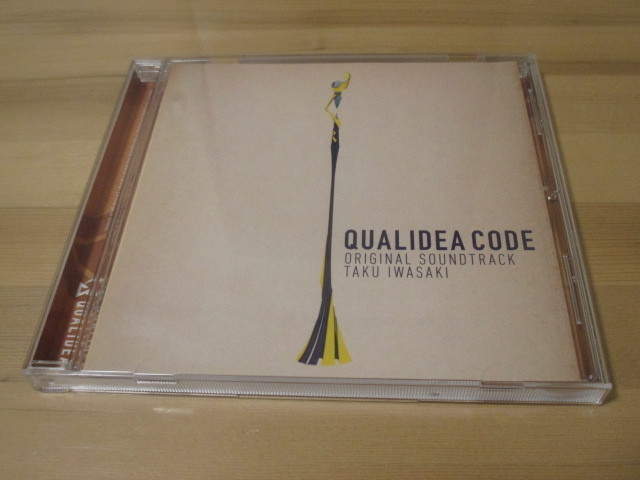 QUALIDEA CODE
ORIGINAL SOUNDTRACK
TAKU IWASAKI
QUALIDEA